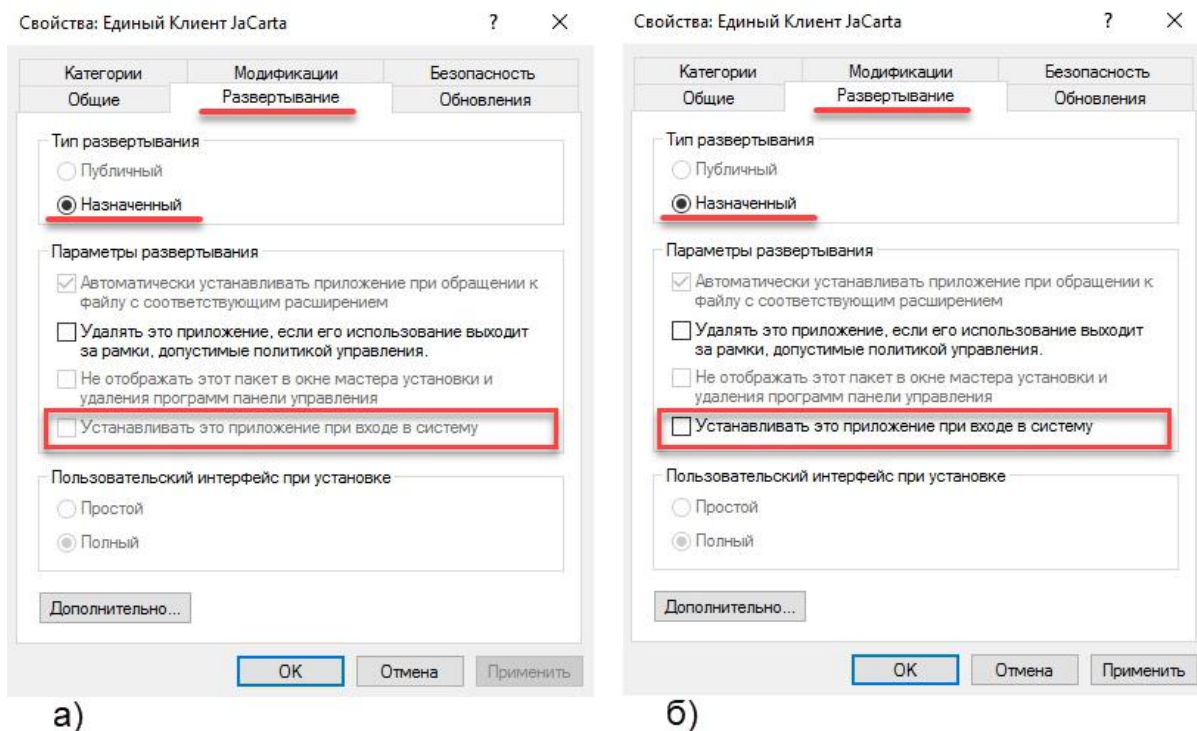 Свойства: Единый Клиент JaCarta
Категории Модификации Безопасность
Общие Развертывание Обновления
Тип развертывания
Публичный
Назначенный
Параметры развертывания
Автоматически устанавливать приложение при обращении к
файлу с соответствующим расширением
Удалять это приложение, если его использование выходит
за рамки, допустимые политикой управления.
Не отображать этот пакет в окне мастера установки и
удаления программ панели управления
Устанавливать это приложение при входе в систему
Пользовательский интерфейс при установке
Простой
Полный
Дополнительно...
OK Отмена Применить
а)
Свойства: Единый Клиент JaCarta
Категории Модификации Безопасность
Общие Развертывание Обновления
Тип развертывания
Публичный
Назначенный
Параметры развертывания
Автоматически устанавливать приложение при обращении к
файлу с соответствующим расширением
Удалять это приложение, если его использование выходит
за рамки, допустимые политикой управления.
Не отображать этот пакет в окне мастера установки и
удаления программ панели управления
Устанавливать это приложение при входе в систему
Пользовательский интерфейс при установке
Простой
Полный
Дополнительно...
OK Отмена Применить
б)